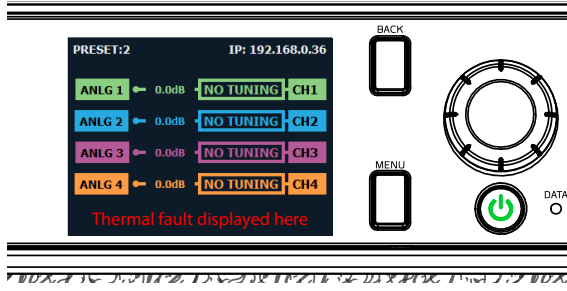 BACK
PRESET:2 IP: 192.168.0.36
ANLG 1 0.0dB NO TUNING CH1
ANLG 2 0.0dB NO TUNING CH2
ANLG 3 0.0dB NO TUNING CH3
MENU
ANLG 4 0.0dB NO TUNING CH4
DATA
Thermal fault displayed here